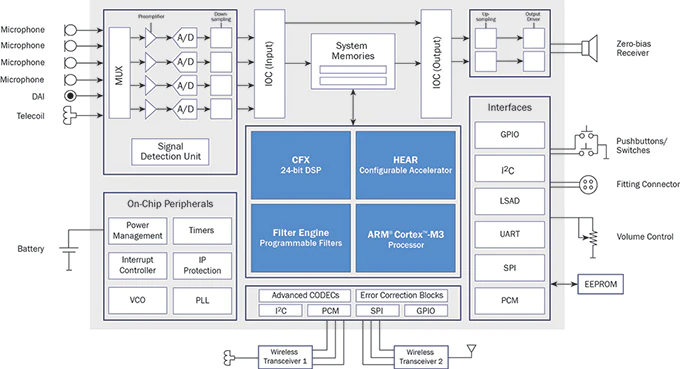 Microphone
Microphone
Microphone
Microphone
DAI
Telecoil
MUX
Preamplifier
Down-
sampling
A/D
A/D
A/D
A/D
Signal
Detection Unit
IOC (Input)
System
Memories
IOC (Output)
Up-
sampling
Output
Driver
Zero-bias
Receiver
CFX
24-bit DSP
HEAR
Configurable Accelerator
Filter Engine
Programmable Filters
ARM® Cortex™-M3
Processor
Interfaces
GPIO
I²C
LSAD
UART
SPI
PCM
Pushbuttons/
Switches
Fitting Connector
Volume Control
EEPROM
On-Chip Peripherals
Power
Management
Timers
Interrupt
Controller
IP
Protection
VCO
PLL
Battery
Advanced CODECs
Error Correction Blocks
I²C
PCM
SPI
GPIO
Wireless
Transceiver 1
Wireless
Transceiver 2